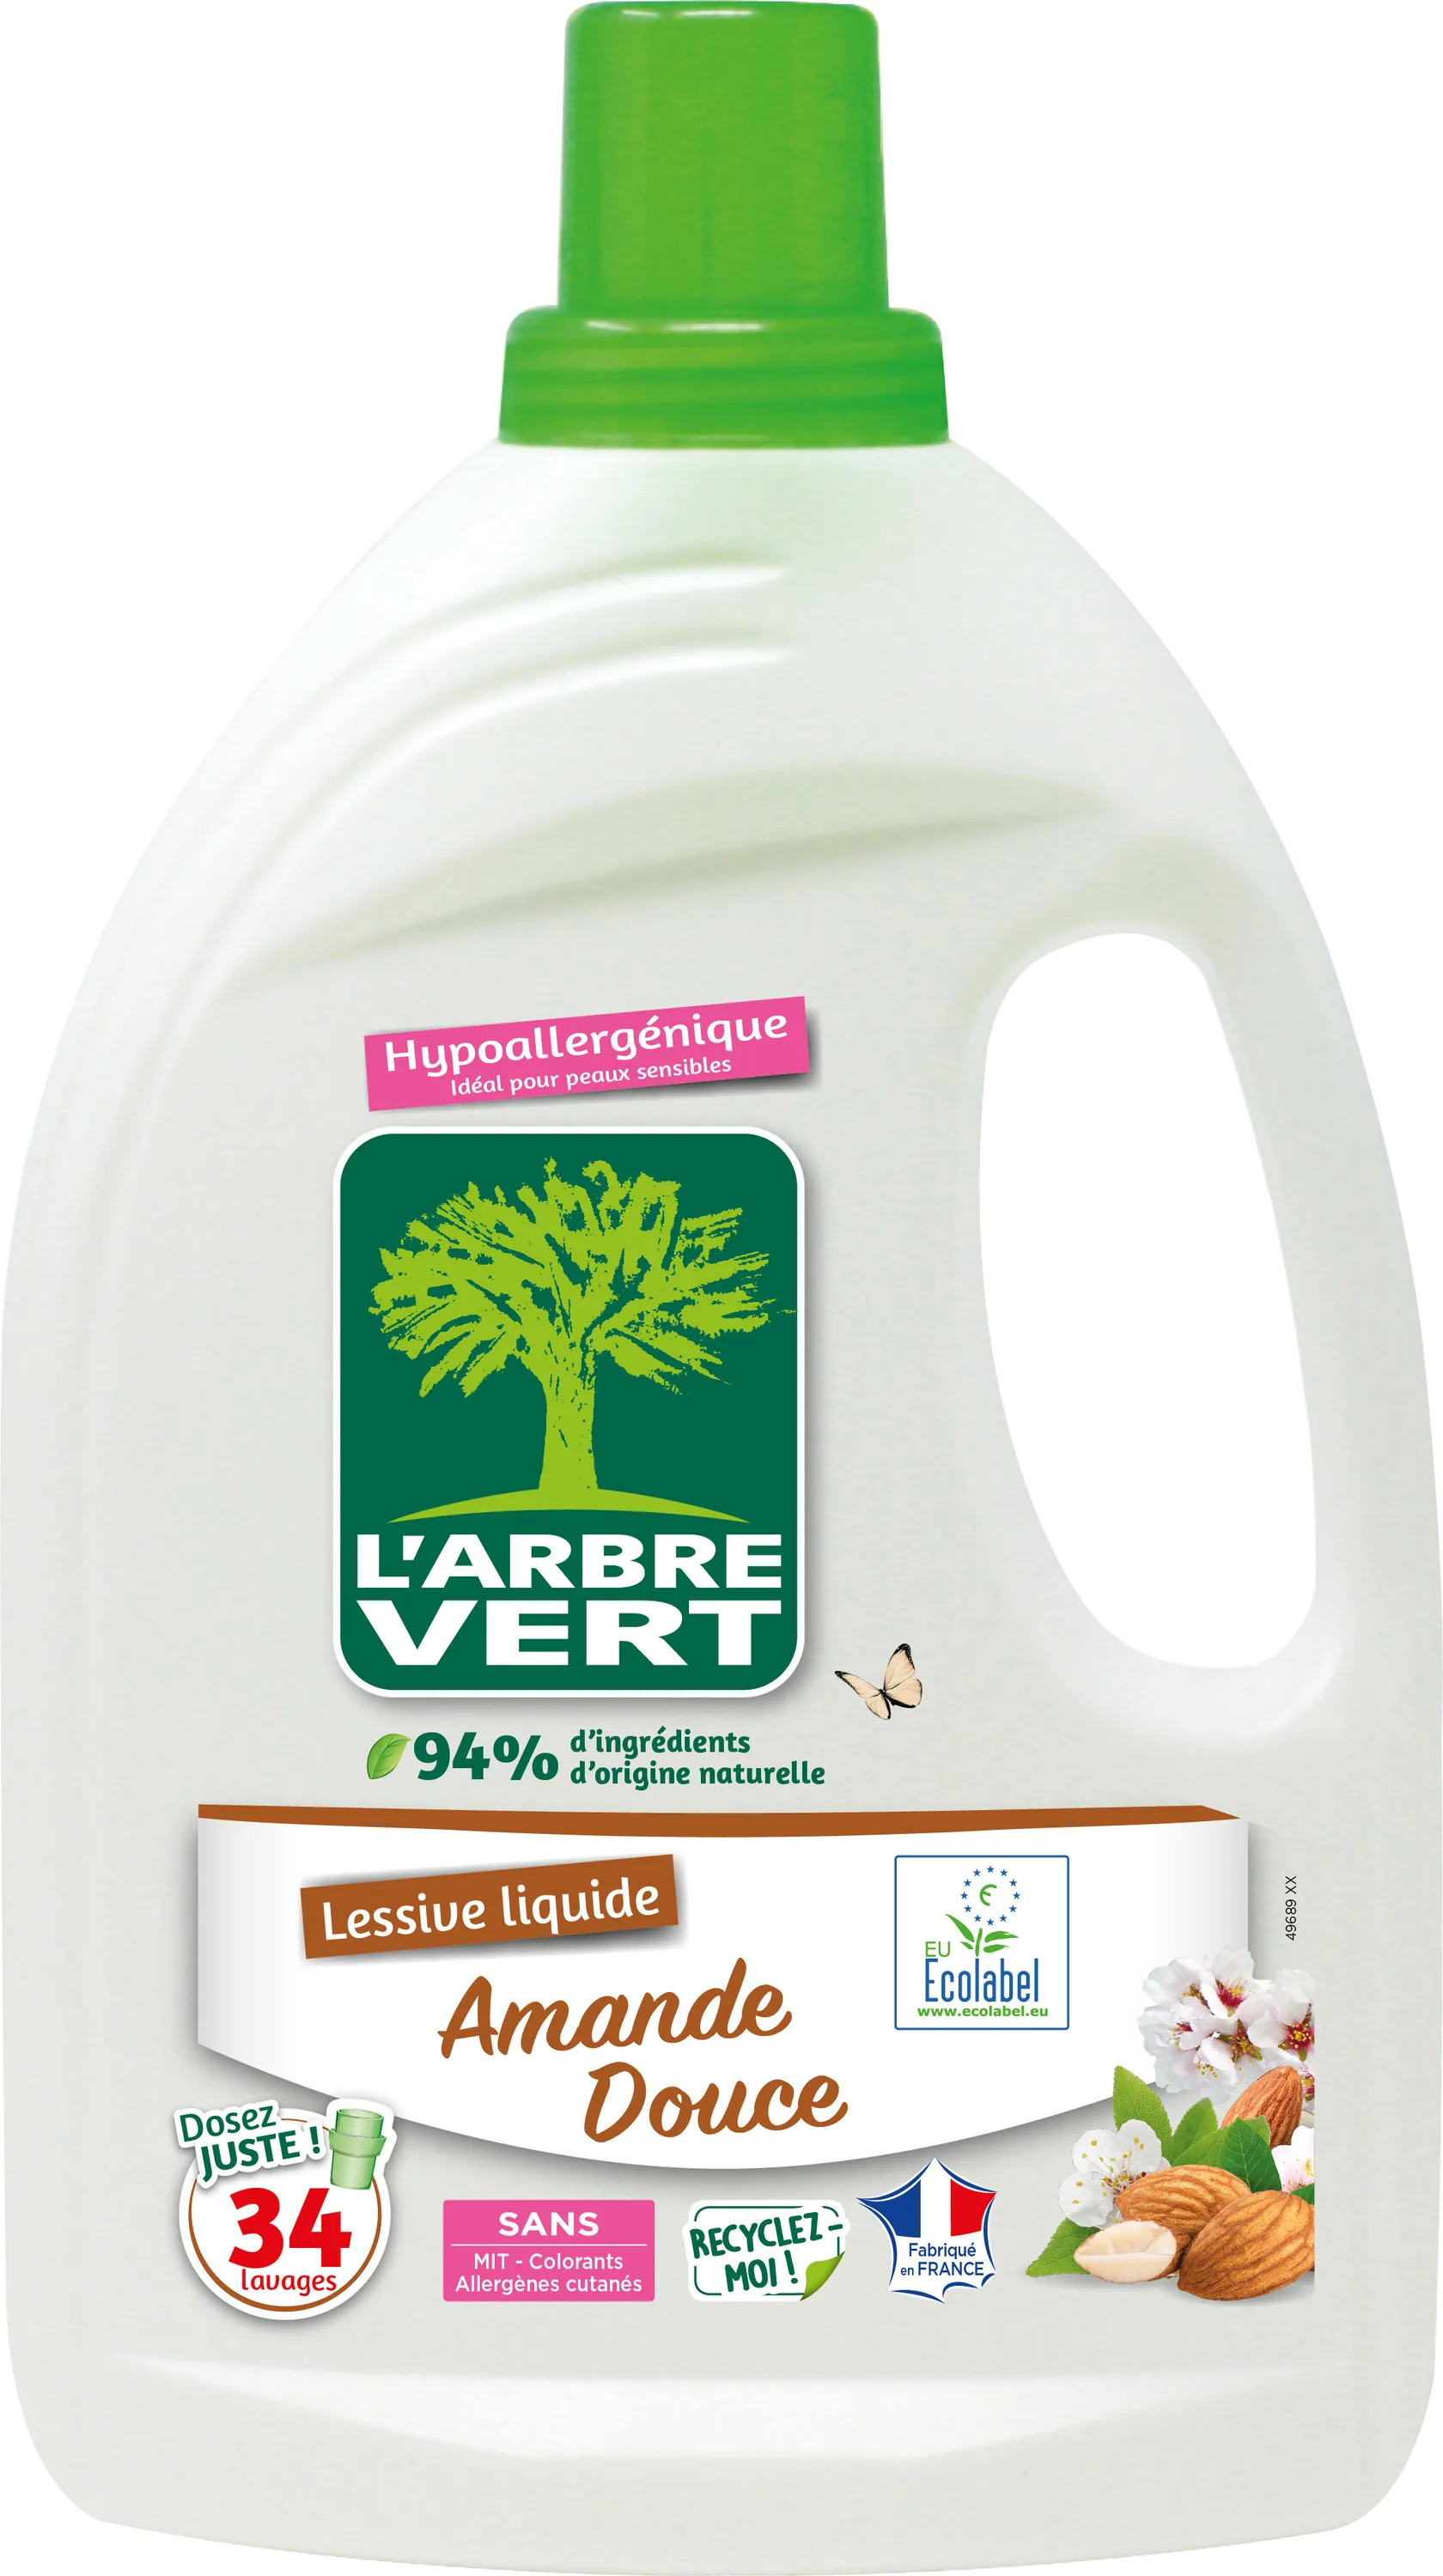 Hypoallergénique
Idéal pour peaux sensibles
L'ARBRE
VERT
94% d'ingrédients
d'origine naturelle
Lessive liquide
Amande
Douce
EU
Ecolabel
www.ecolabel.eu
49689 XX
Dosez
JUSTE !
34
lavages
SANS
MIT - Colorants
Allergènes cutanés
RECYCLEZ-
MOI !
Fabriqué
en FRANCE